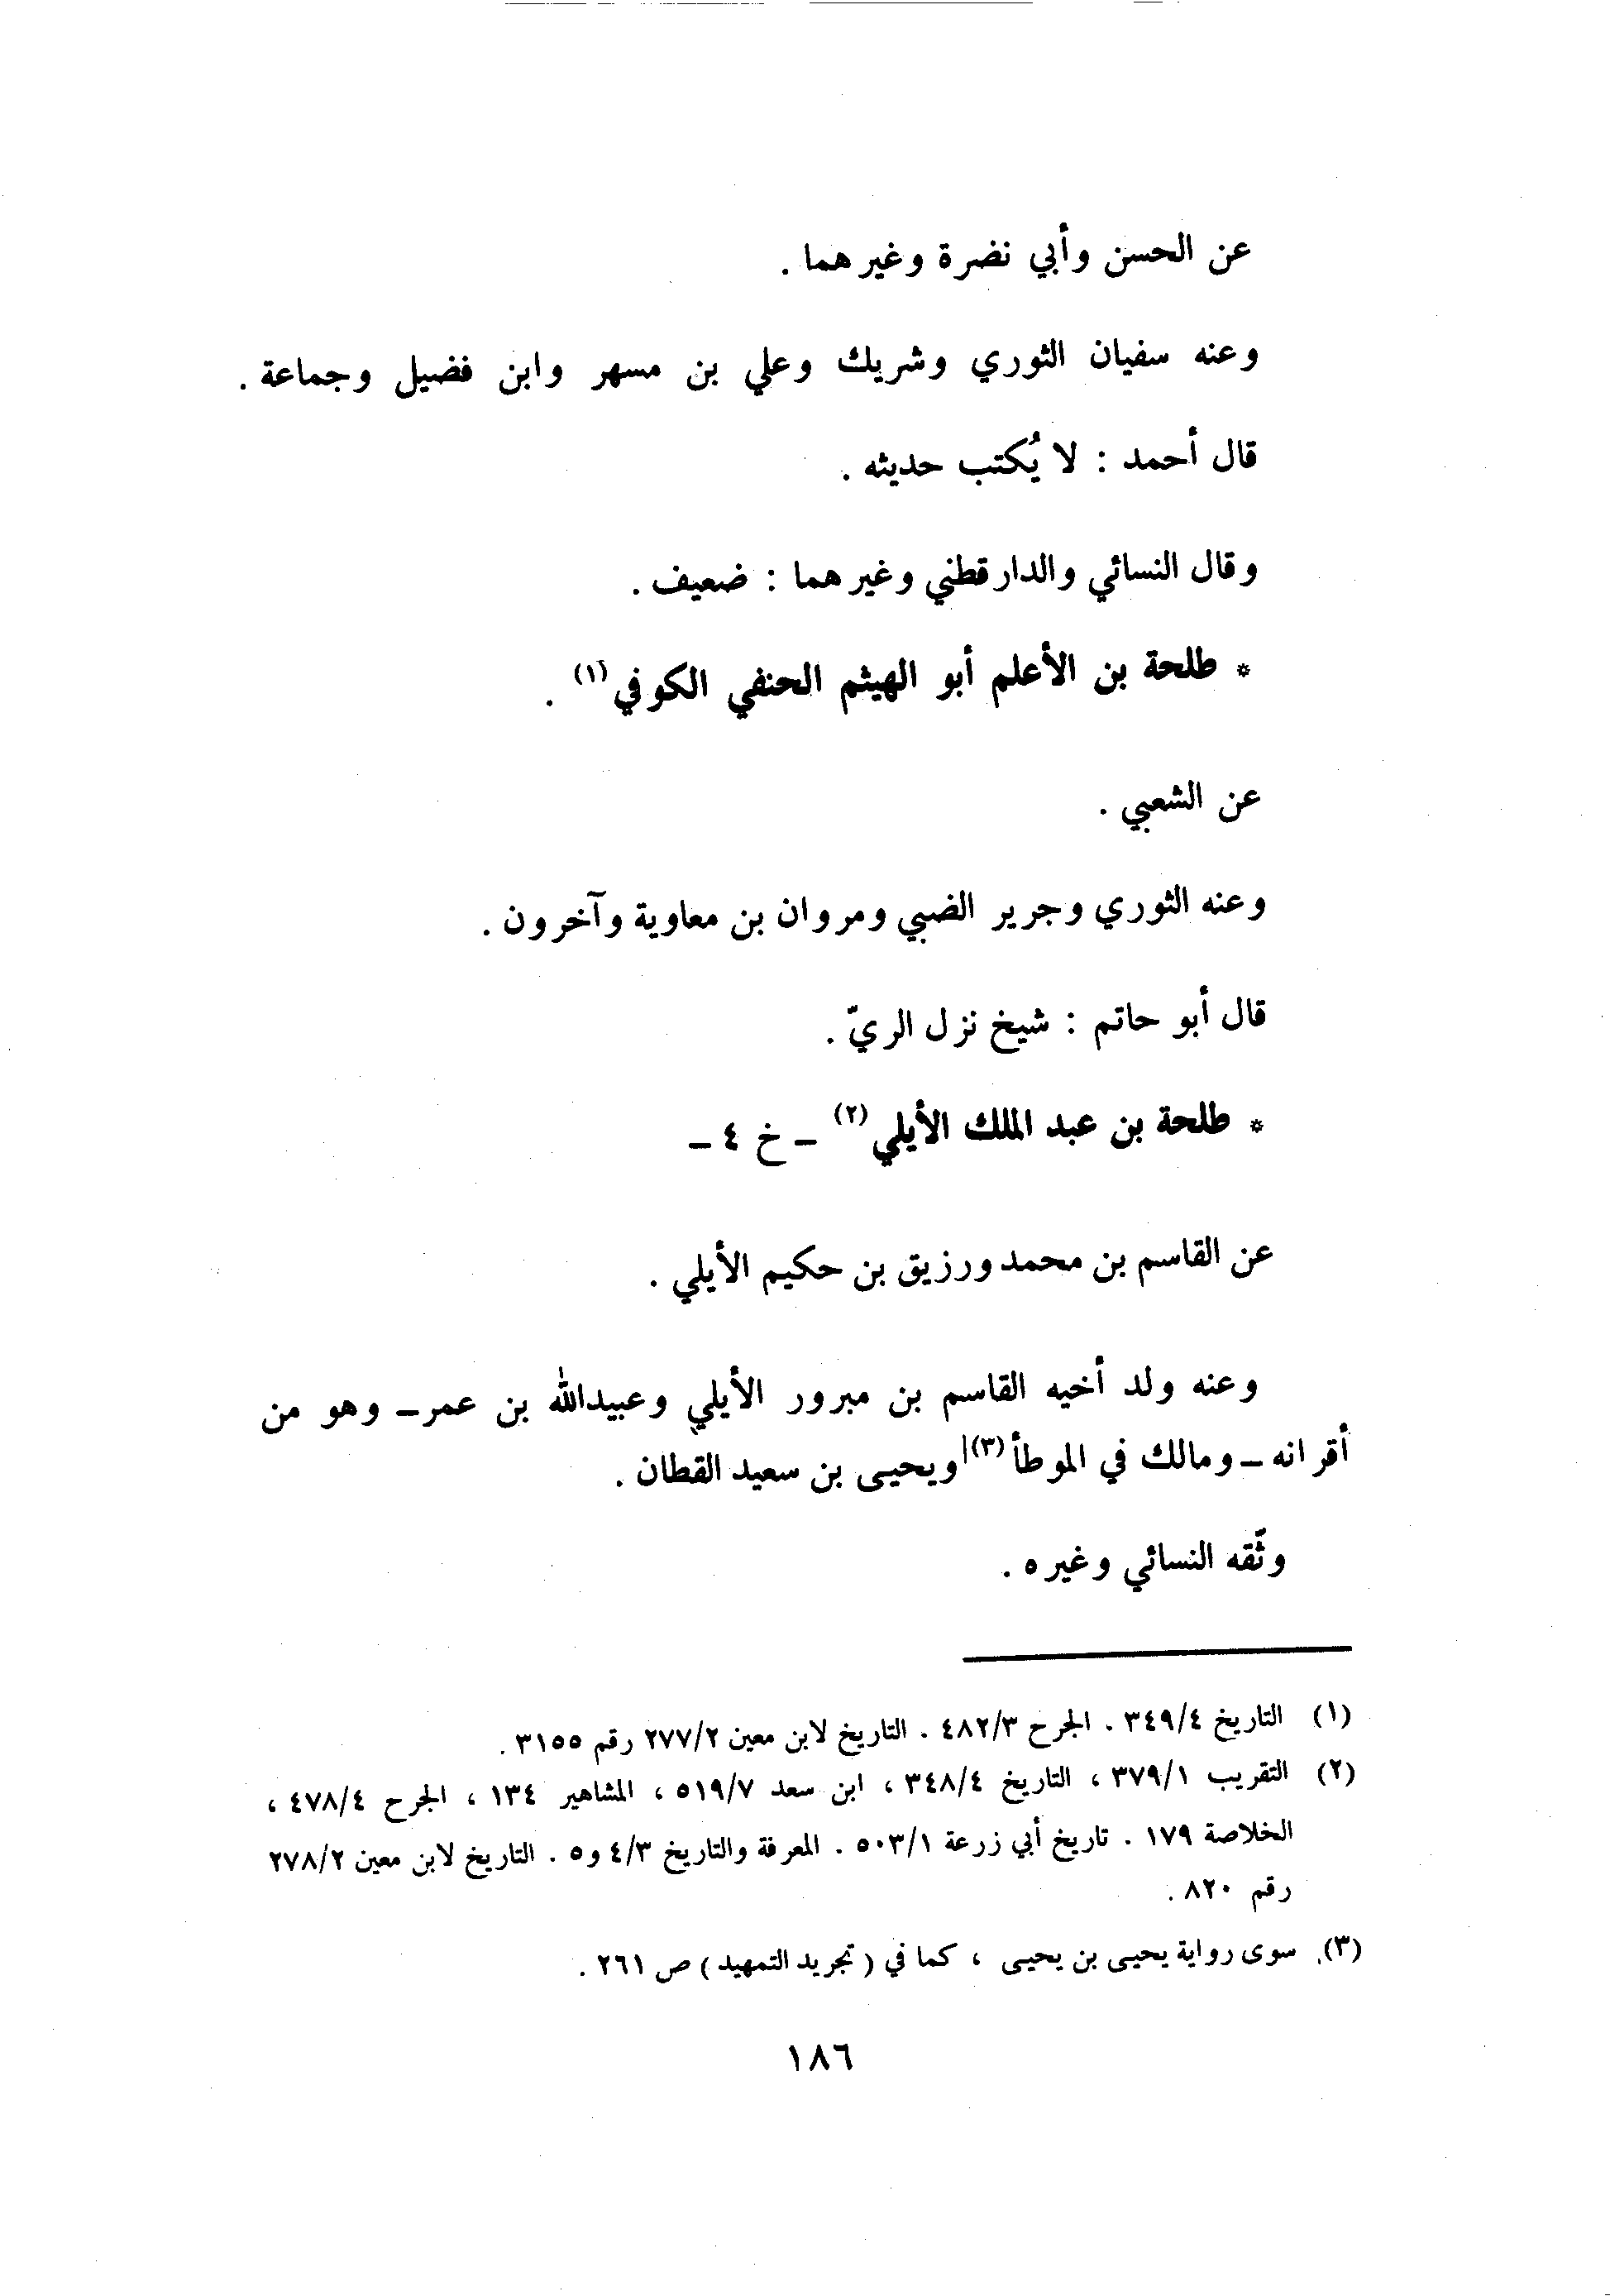 عن الحسن وأبي نضرة وغيرهما .
وعنه سفيان الثوري وشريك وعلي بن مسهر وابن فضيل وجماعة .
قال أحمد : لا يُكتب حديثه .
وقال النسائي والدارقطني وغيرهما : ضعيف .
* طلحة بن الأعلم أبو الهيثم الحنفي الكوفي (١) .
عن الشعبي .
وعنه الثوري وجرير الضبي ومروان بن معاوية وآخرون .
قال أبو حاتم : شيخ نزل الريّ .
* طلحة بن عبد الملك الأيلي (٢) – خ ٤ –
عن القاسم بن محمد ورزيق بن حكيم الأيلي .
وعنه ولد أخيه القاسم بن مبرور الأيلي وعبيدالله بن عمر – وهو من
أقرانه – ومالك في الموطأ (٣) ويحيى بن سعيد القطان .
وثّقه النسائي وغيره .
(١) التاريخ ٣٤٩/٤ . الجرح ٤٨٢/٣ . التاريخ لابن معين ٢٧٧/٢ رقم ٣١٥٥ .
(٢) التقريب ٣٧٩/١ ، التاريخ ٣٤٨/٤ ، ابن سعد ٥١٩/٧ ، المشاهير ١٣٤ ، الجرح ٤٧٨/٤ ،
الخلاصة ١٧٩ . تاريخ أبي زرعة ٥٠٣/١ . المعرفة والتاريخ ٤/٣ و٥ . التاريخ لابن معين ٢٧٨/٢
رقم ٨٢٠ .
(٣) سوى رواية يحيى بن يحيى ، كما في ( تجريد التمهيد ) ص ٢٦١ .
١٨٦